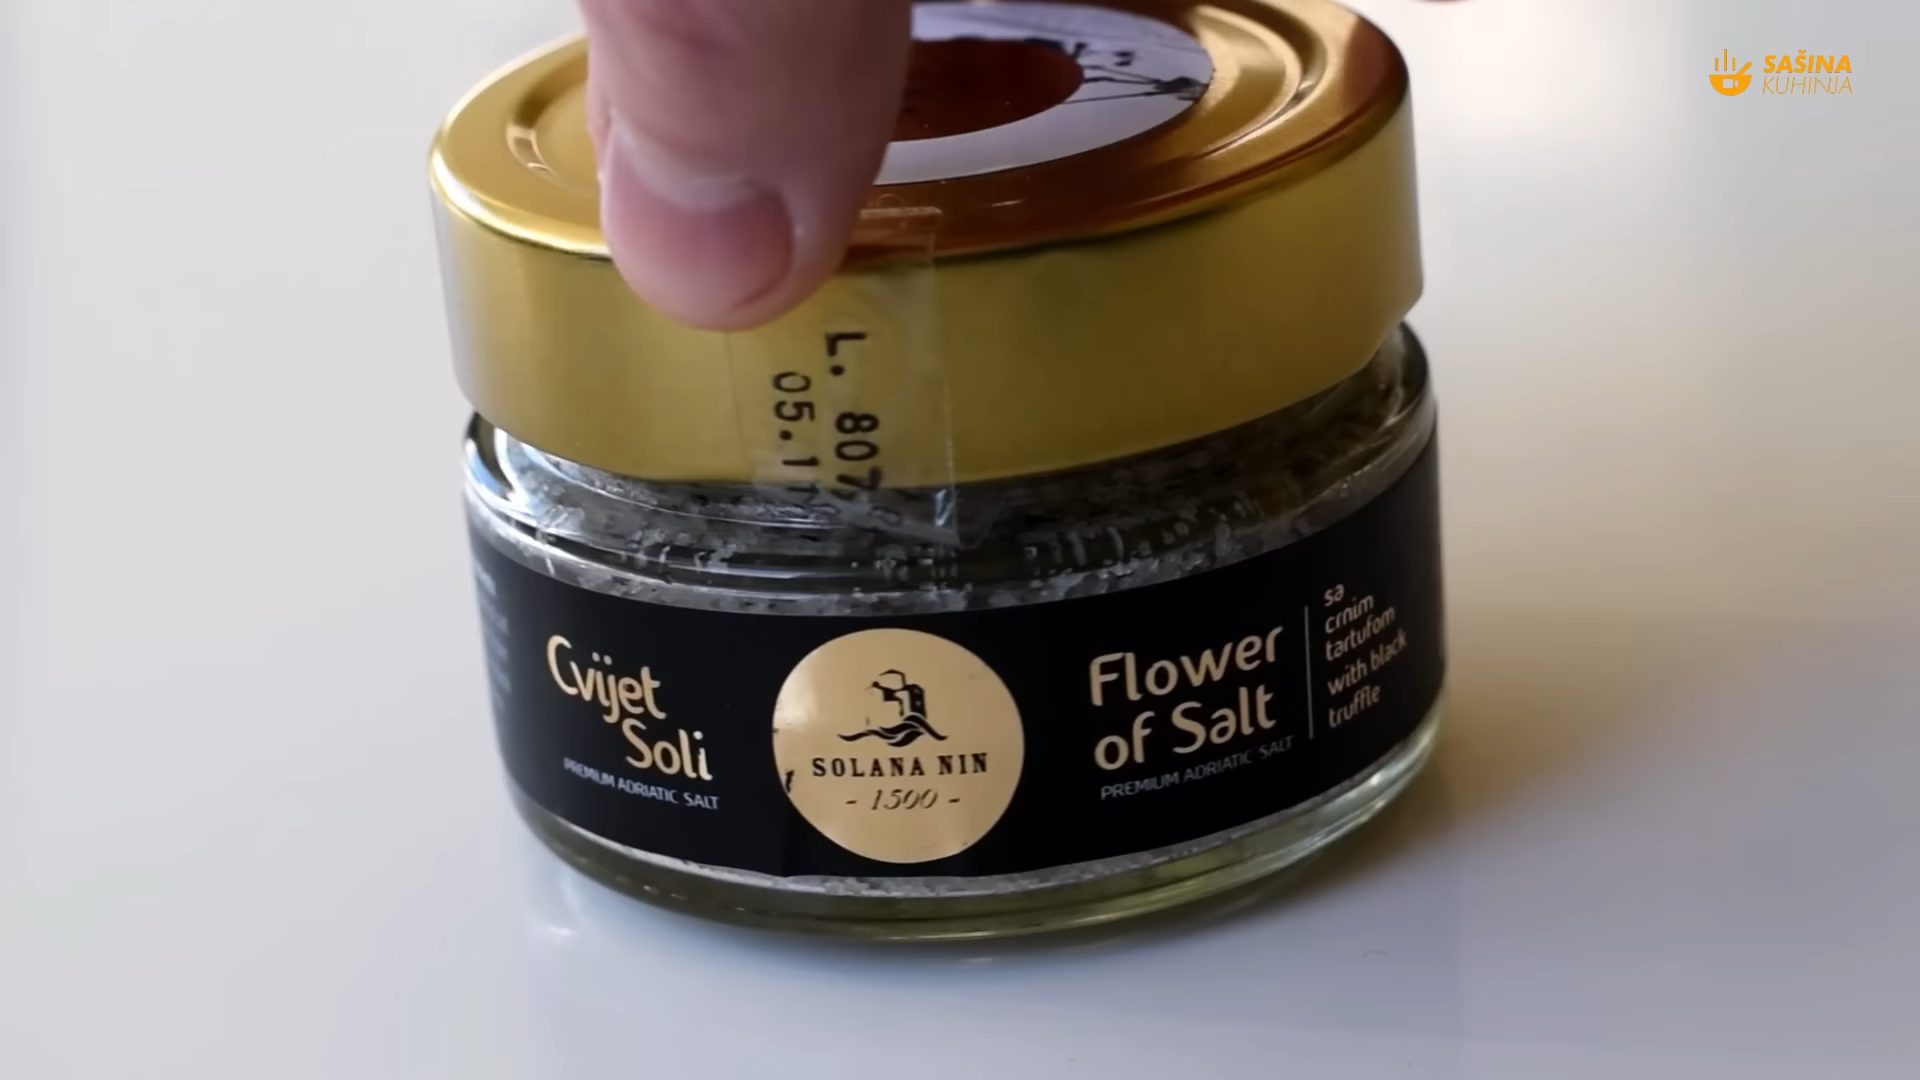 SAŠINA
KUHINJA
L. 807
05.1
Cvijet
Soli
PREMIUM ADRIATIC SALT
SOLANA NIN
- 1500 -
Flower
of Salt
PREMIUM ADRIATIC SALT
sa
crnim
tartufom
with black
truffle